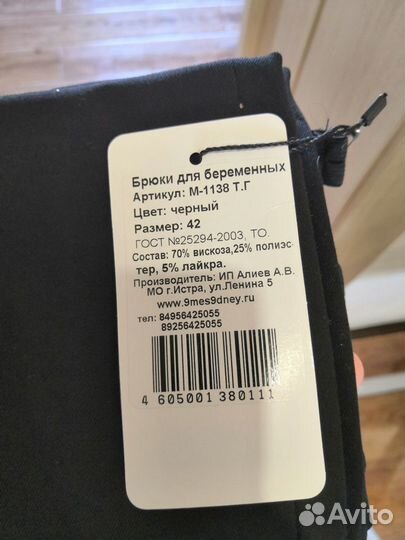 Брюки для беременных
Артикул: М-1138 Т.Г
Цвет: черный
Размер: 42
ГОСТ №25294-2003, ТО
Состав: 70% вискоза,25% полиэс-
тер, 5% лайкра.
Производитель: ИП Алиев А.В.
МО г.Истра, ул.Ленина 5
www.9mes9dney.ru
тел: 84956425055
89256425055
4 605001 380111
Avito